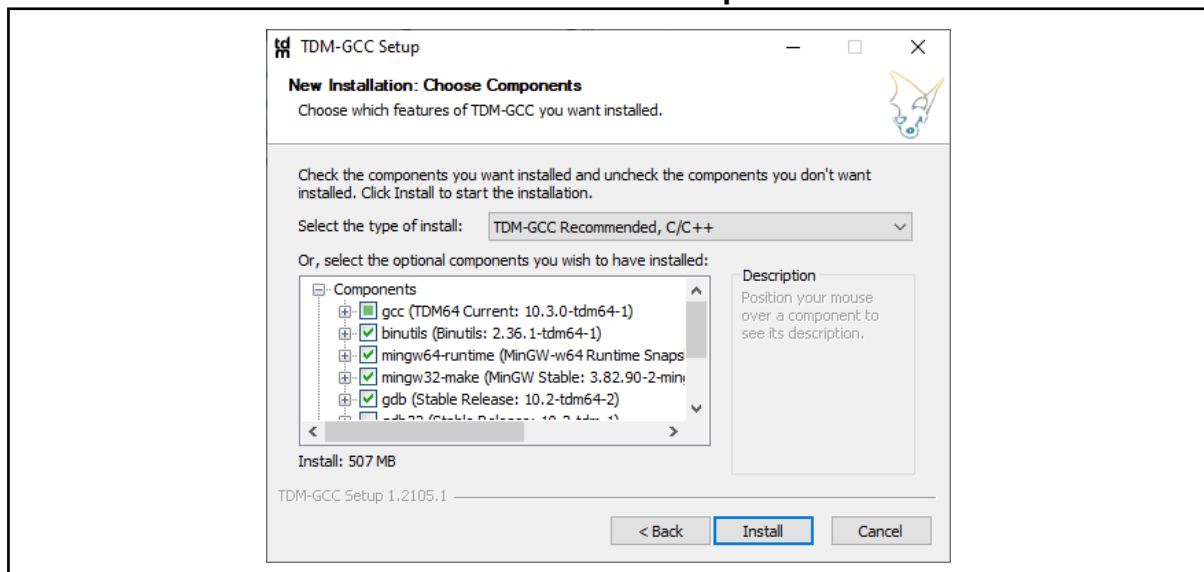 tdm TDM-GCC Setup
New Installation: Choose Components
Choose which features of TDM-GCC you want installed.
Check the components you want installed and uncheck the components you don't want
installed. Click Install to start the installation.
Select the type of install: TDM-GCC Recommended, C/C++
Or, select the optional components you wish to have installed:
Description
Components
Position your mouse
over a component to
see its description.
gcc (TDM64 Current: 10.3.0-tdm64-1)
binutils (Binutils: 2.36.1-tdm64-1)
mingw64-runtime (MinGW-w64 Runtime Snaps
mingw32-make (MinGW Stable: 3.82.90-2-ming
gdb (Stable Release: 10.2-tdm64-2)
Install: 507 MB
TDM-GCC Setup 1.2105.1
< Back Install Cancel